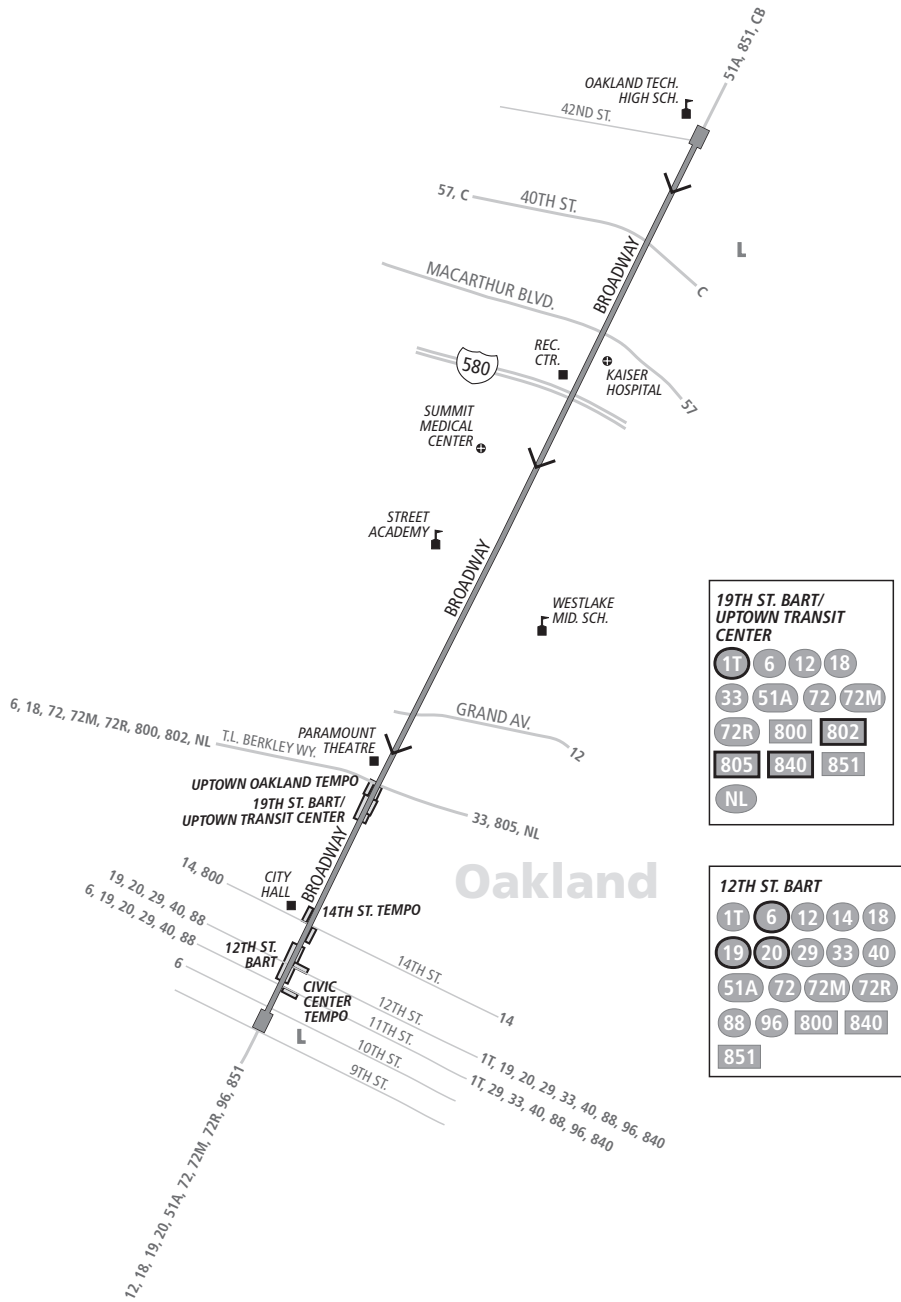 51A, 851, CB
OAKLAND TECH.
HIGH SCH.
42ND ST.
57, C
40TH ST.
C
L
BROADWAY
MACARTHUR BLVD.
57
REC.
CTR.
KAISER
HOSPITAL
580
SUMMIT
MEDICAL
CENTER
STREET
ACADEMY
BROADWAY
WESTLAKE
MID. SCH.
GRAND AV.
12
6, 18, 72, 72M, 72R, 800, 802, NL
T.L. BERKLEY WY.
PARAMOUNT
THEATRE
UPTOWN OAKLAND TEMPO
19TH ST. BART/
UPTOWN TRANSIT CENTER
33, 805, NL
BROADWAY
Oakland
14, 800
CITY
HALL
14TH ST. TEMPO
19, 20, 29, 40, 88
6, 19, 20, 29, 40, 88
12TH ST.
BART
6
CIVIC
CENTER
TEMPO
14TH ST.
14
12TH ST.
1T, 19, 20, 29, 33, 40, 88, 96, 840
11TH ST.
1T, 29, 33, 40, 88, 96, 840
10TH ST.
9TH ST.
L
12, 18, 19, 20, 51A, 72, 72M, 72R, 96, 851
19TH ST. BART/
UPTOWN TRANSIT
CENTER
1T 6 12 18
33 51A 72 72M
72R 800 802
805 840 851
NL
12TH ST. BART
1T 6 12 14 18
19 20 29 33 40
51A 72 72M 72R
88 96 800 840
851